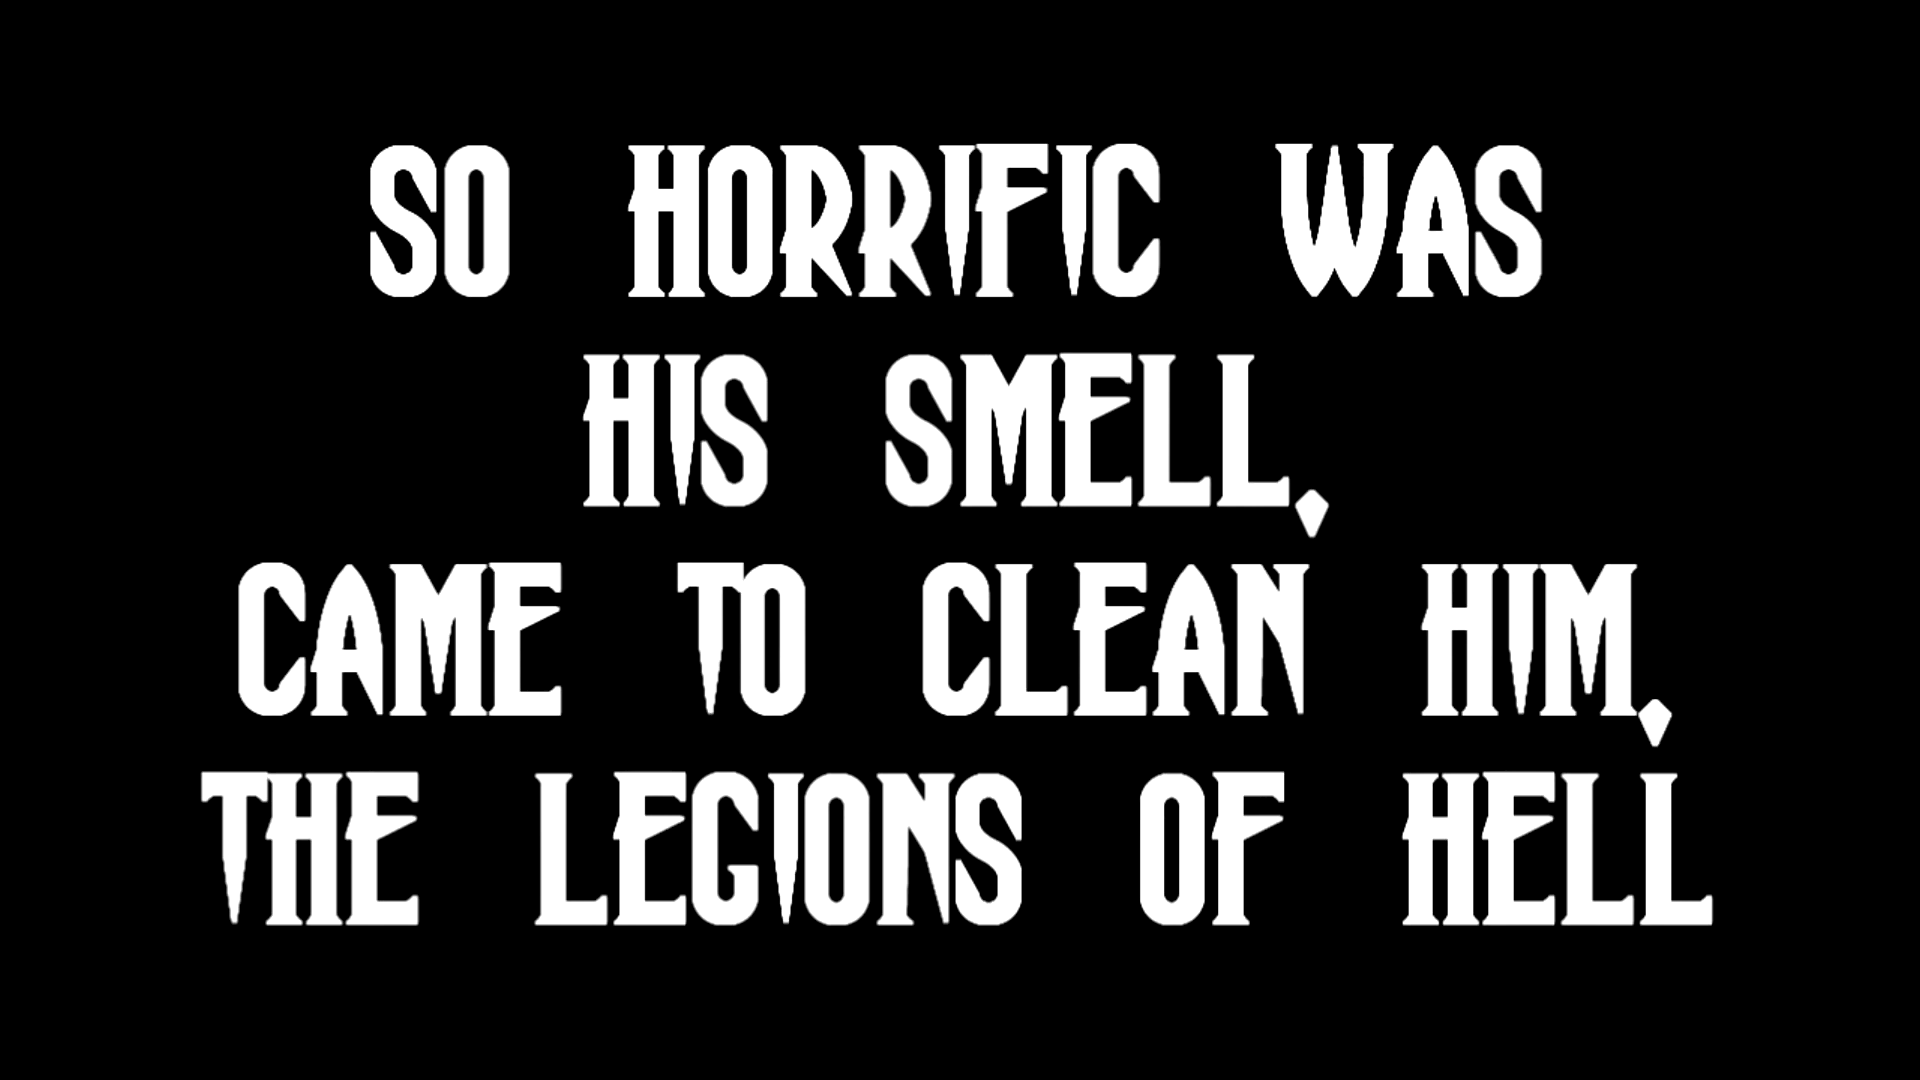 SO HORRIFIC WAS
HIS SMELL,
CAME TO CLEAN HIM,
THE LEGIONS OF HELL